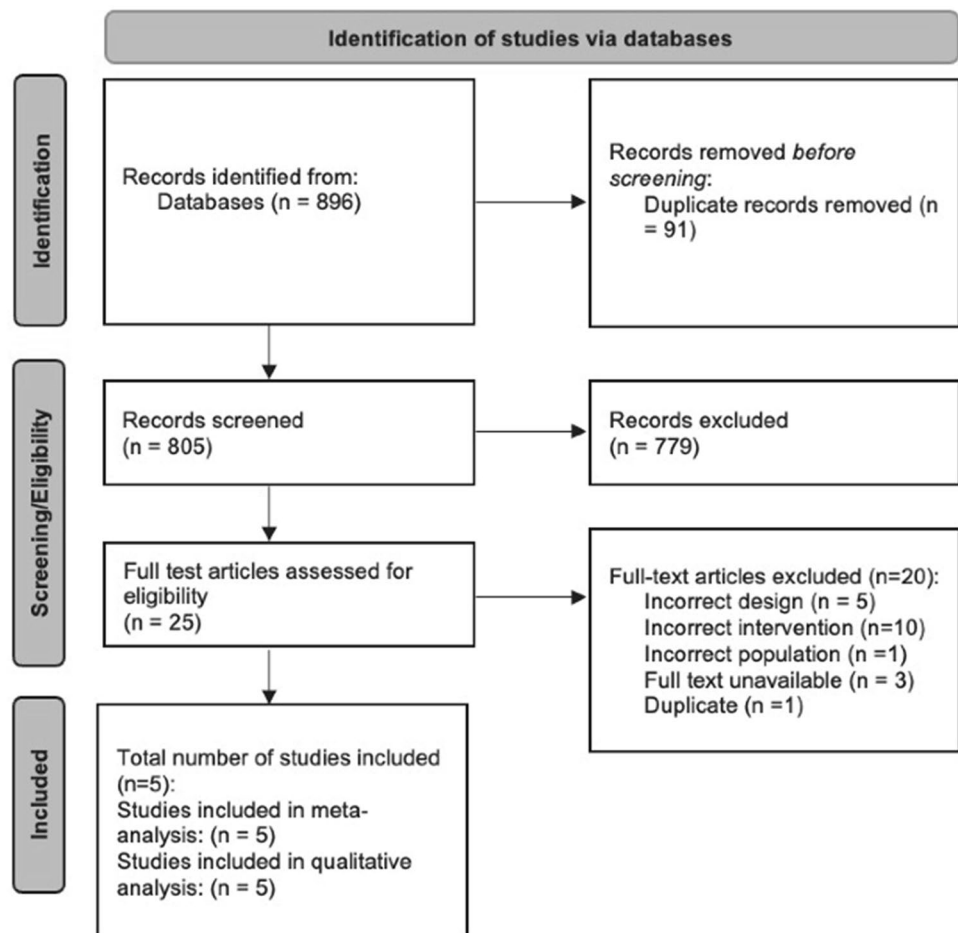 Identification of studies via databases
Identification
Records identified from:
Databases (n = 896)
Records removed before
screening:
Duplicate records removed (n
= 91)
Screening/Eligibility
Records screened
(n = 805)
Records excluded
(n = 779)
Full test articles assessed for
eligibility
(n = 25)
Full-text articles excluded (n=20):
Incorrect design (n = 5)
Incorrect intervention (n=10)
Incorrect population (n =1)
Full text unavailable (n = 3)
Duplicate (n =1)
Included
Total number of studies included
(n=5):
Studies included in meta-
analysis: (n = 5)
Studies included in qualitative
analysis: (n = 5)